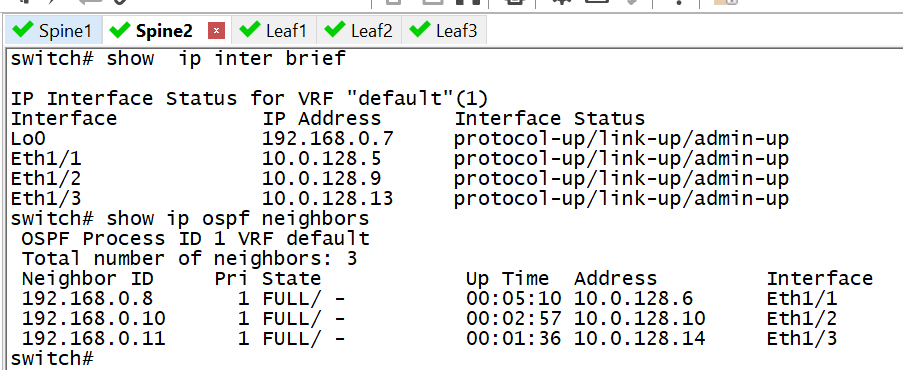 Spine1 Spine2 Leaf1 Leaf2 Leaf3
switch# show  ip inter brief
IP Interface Status for VRF "default"(1)
Interface            IP Address      Interface Status
Lo0                  192.168.0.7     protocol-up/link-up/admin-up
Eth1/1               10.0.128.5      protocol-up/link-up/admin-up
Eth1/2               10.0.128.9      protocol-up/link-up/admin-up
Eth1/3               10.0.128.13     protocol-up/link-up/admin-up
switch# show ip ospf neighbors
 OSPF Process ID 1 VRF default
 Total number of neighbors: 3
 Neighbor ID     Pri State            Up Time  Address         Interface
 192.168.0.8       1 FULL/ -          00:05:10 10.0.128.6      Eth1/1
 192.168.0.10      1 FULL/ -          00:02:57 10.0.128.10     Eth1/2
 192.168.0.11      1 FULL/ -          00:01:36 10.0.128.14     Eth1/3
switch#